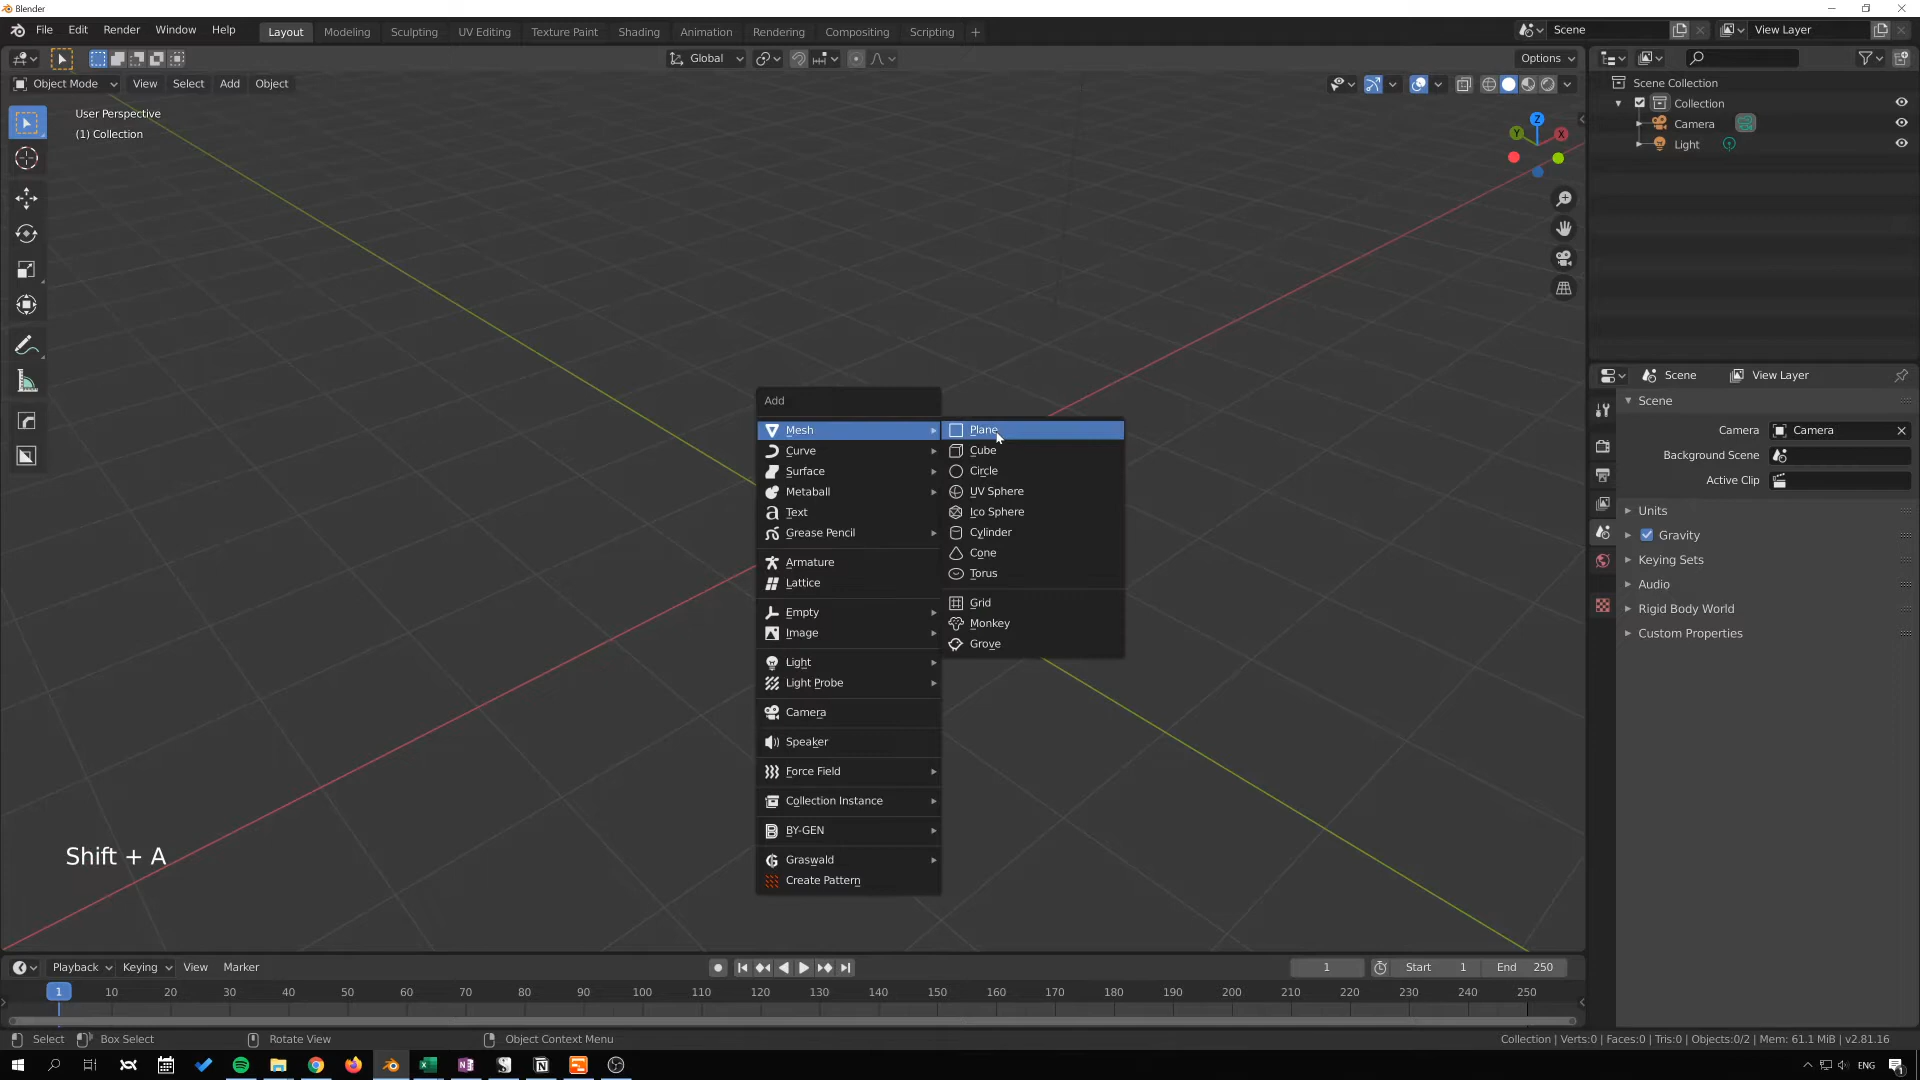 Blender
File Edit Render Window Help Layout Modeling Sculpting UV Editing Texture Paint Shading Animation Rendering Compositing Scripting + Scene View Layer
Global Options
Object Mode View Select Add Object
User Perspective
(1) Collection
Z
Y
X
Scene Collection
Collection
Camera
Light
Scene View Layer
Scene
Camera Camera
Background Scene
Active Clip
Units
Gravity
Keying Sets
Audio
Rigid Body World
Custom Properties
Add
Mesh
Curve
Surface
Metaball
Text
Grease Pencil
Armature
Lattice
Empty
Image
Light
Light Probe
Camera
Speaker
Force Field
Collection Instance
BY-GEN
Graswald
Create Pattern
Plane
Cube
Circle
UV Sphere
Ico Sphere
Cylinder
Cone
Torus
Grid
Monkey
Grove
Shift + A
Playback Keying View Marker 1 Start 1 End 250
1 10 20 30 40 50 60 70 80 90 100 110 120 130 140 150 160 170 180 190 200 210 220 230 240 250
Select Box Select Rotate View Object Context Menu Collection | Verts:0 | Faces:0 | Tris:0 | Objects:0/2 | Mem: 61.1 MiB | v2.81.16
ENG